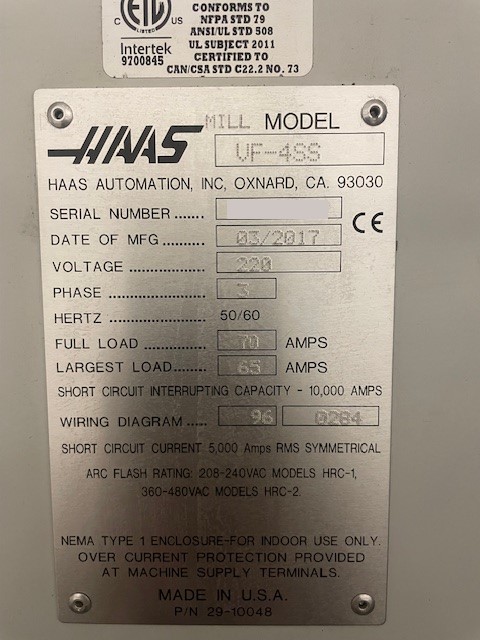 ETL
LISTED
C US
Intertek
9700845
CONFORMS TO
NFPA STD 79
ANSI/UL STD 508
UL SUBJECT 2011
CERTIFIED TO
CAN/CSA STD C22.2 NO. 73
HAAS
MILL MODEL
VF-4SS
HAAS AUTOMATION, INC, OXNARD, CA. 93030
SERIAL NUMBER .......
CE
DATE OF MFG .......... 03/2017
VOLTAGE .................. 220
PHASE ...................... 3
HERTZ ...................... 50/60
FULL LOAD ............... 70 AMPS
LARGEST LOAD....... 65 AMPS
SHORT CIRCUIT INTERRUPTING CAPACITY - 10,000 AMPS
WIRING DIAGRAM ...... 96 0284
SHORT CIRCUIT CURRENT 5,000 Amps RMS SYMMETRICAL
ARC FLASH RATING: 208-240VAC MODELS HRC-1,
360-480VAC MODELS HRC-2.
NEMA TYPE 1 ENCLOSURE-FOR INDOOR USE ONLY.
OVER CURRENT PROTECTION PROVIDED
AT MACHINE SUPPLY TERMINALS.
MADE IN U.S.A.
P/N 29-10048